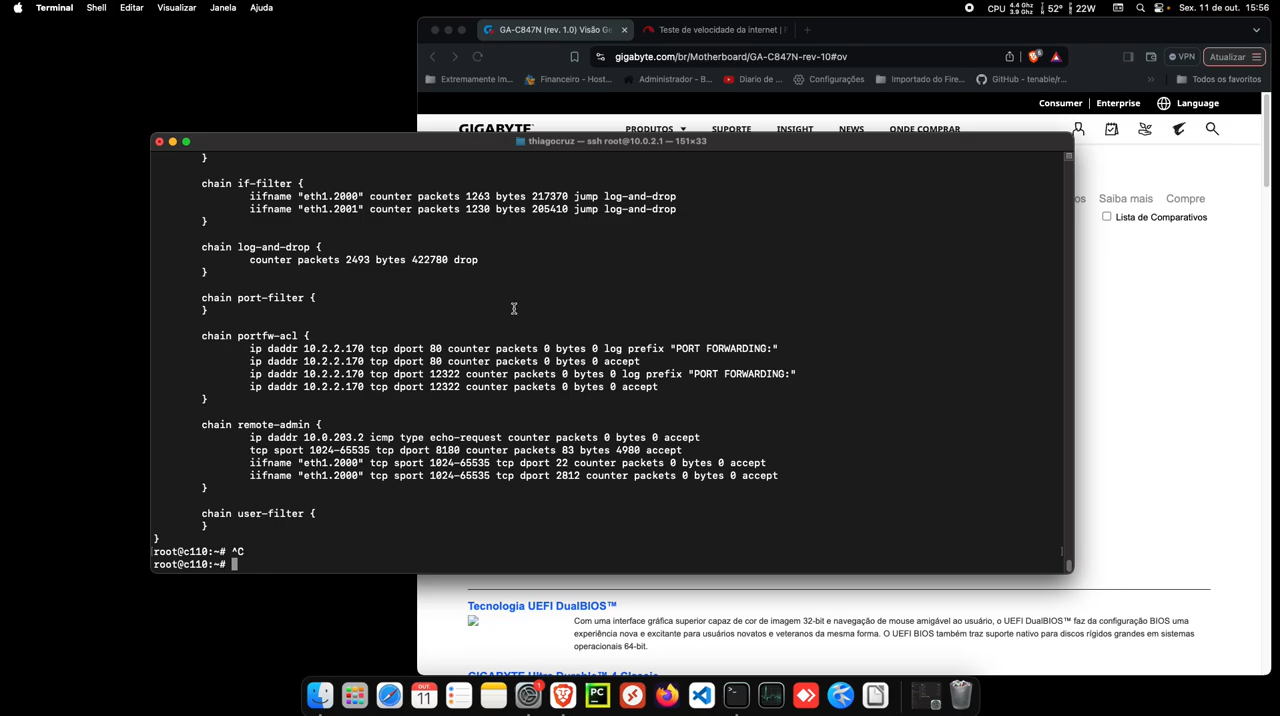 Terminal Shell Editar Visualizar Janela Ajuda
CPU 4.4 Ghz 3.9 Ghz 52° 22W Sex. 11 de out. 15:56
GA-C847N (rev. 1.0) Visão Ge Teste de velocidade da internet |
gigabyte.com/br/Motherboard/GA-C847N-rev-10#ov VPN Atualizar
Extremamente Im... Financeiro - Host... Administrador - B... Diario de ... Configurações Importado do Fire... GitHub - tenable/r... » Todos os favoritos
Consumer | Enterprise Language
GIGABYTE™ PRODUTOS SUPORTE INSIGHT NEWS ONDE COMPRAR
thiagocruz — ssh root@10.0.2.1 — 151×33
}
chain if-filter {
iifname "eth1.2000" counter packets 1263 bytes 217370 jump log-and-drop
iifname "eth1.2001" counter packets 1230 bytes 205410 jump log-and-drop
}
chain log-and-drop {
counter packets 2493 bytes 422780 drop
}
chain port-filter {
}
chain portfw-acl {
ip daddr 10.2.2.170 tcp dport 80 counter packets 0 bytes 0 log prefix "PORT FORWARDING:"
ip daddr 10.2.2.170 tcp dport 80 counter packets 0 bytes 0 accept
ip daddr 10.2.2.170 tcp dport 12322 counter packets 0 bytes 0 log prefix "PORT FORWARDING:"
ip daddr 10.2.2.170 tcp dport 12322 counter packets 0 bytes 0 accept
}
chain remote-admin {
ip daddr 10.0.203.2 icmp type echo-request counter packets 0 bytes 0 accept
tcp sport 1024-65535 tcp dport 8180 counter packets 83 bytes 4980 accept
iifname "eth1.2000" tcp sport 1024-65535 tcp dport 22 counter packets 0 bytes 0 accept
iifname "eth1.2000" tcp sport 1024-65535 tcp dport 2812 counter packets 0 bytes 0 accept
}
chain user-filter {
}
}
root@c110:~# ^C
root@c110:~#
os Saiba mais Compre
Lista de Comparativos
Tecnologia UEFI DualBIOS™
Com uma interface gráfica superior capaz de cor de imagem 32-bit e navegação de mouse amigável ao usuário, o UEFI DualBIOS™ faz da configuração BIOS uma
experiência nova e excitante para usuários novatos e veteranos da mesma forma. O UEFI BIOS também traz suporte nativo para discos rígidos grandes em sistemas
operacionais 64-bit.
GIGABYTE Ultra Durable™ 4 Classic
OUT. 11 1 PC